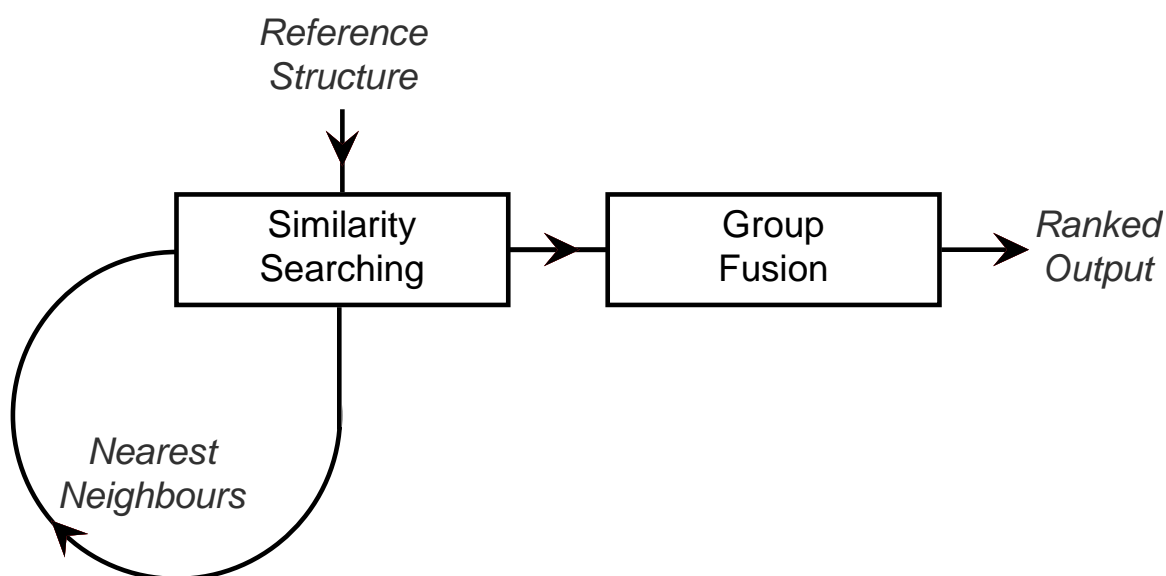 Reference
Structure
Similarity
Searching
Group
Fusion
Ranked
Output
Nearest
Neighbours